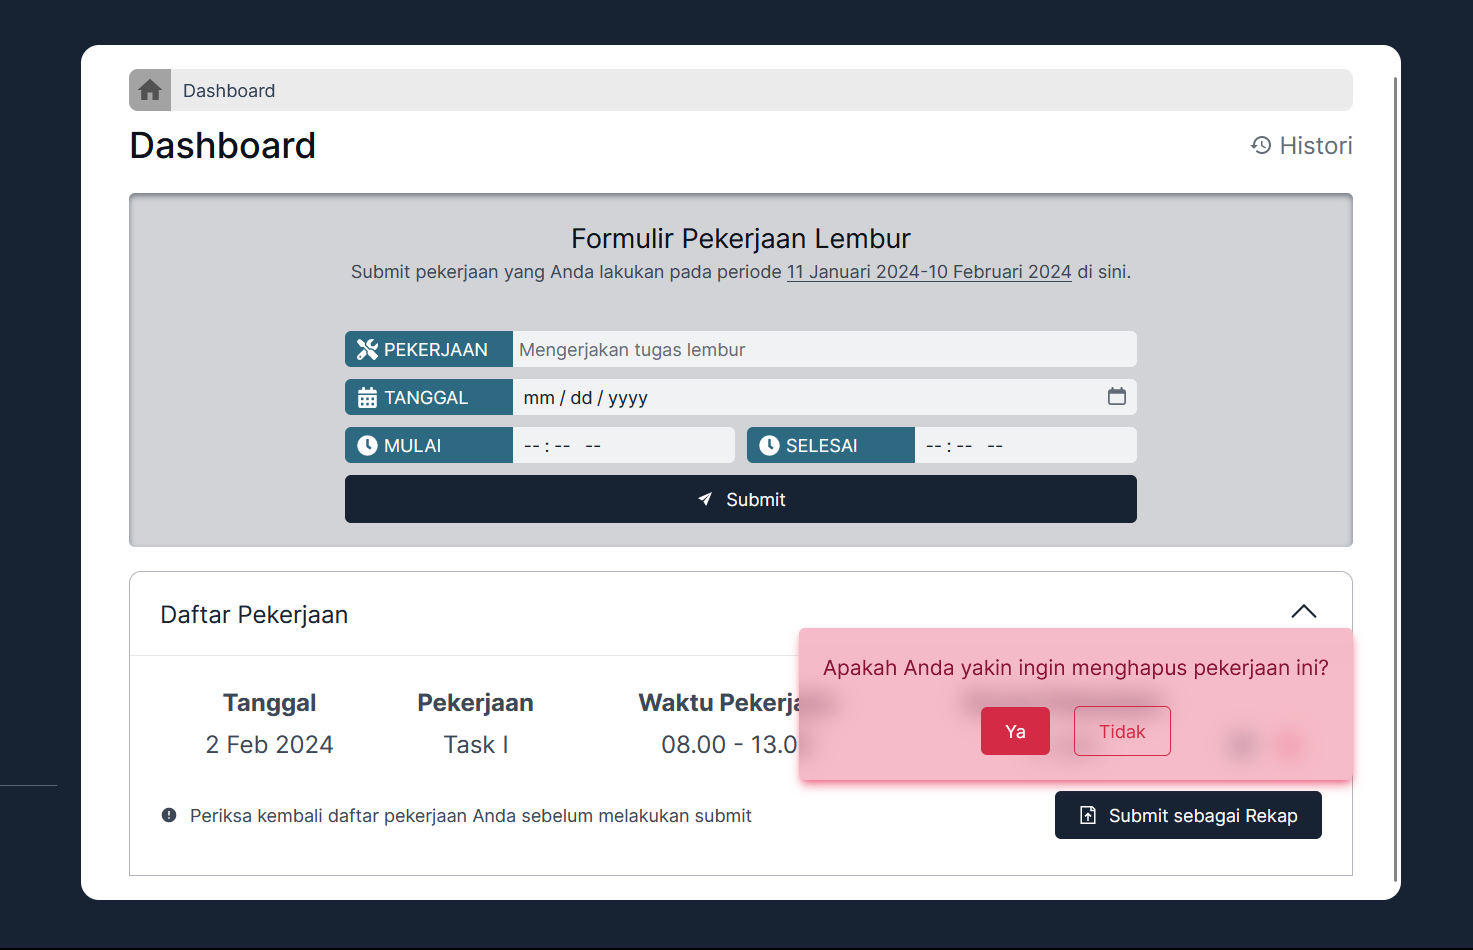 Dashboard
Dashboard
Histori
Formulir Pekerjaan Lembur
Submit pekerjaan yang Anda lakukan pada periode 11 Januari 2024-10 Februari 2024 di sini.
PEKERJAAN Mengerjakan tugas lembur
TANGGAL mm / dd / yyyy
MULAI -- : -- -- SELESAI -- : -- --
Submit
Daftar Pekerjaan
Apakah Anda yakin ingin menghapus pekerjaan ini?
Ya Tidak
Tanggal Pekerjaan Waktu
2 Feb 2024 Task I 08.00 - 13.0
Periksa kembali daftar pekerjaan Anda sebelum melakukan submit
Submit sebagai Rekap